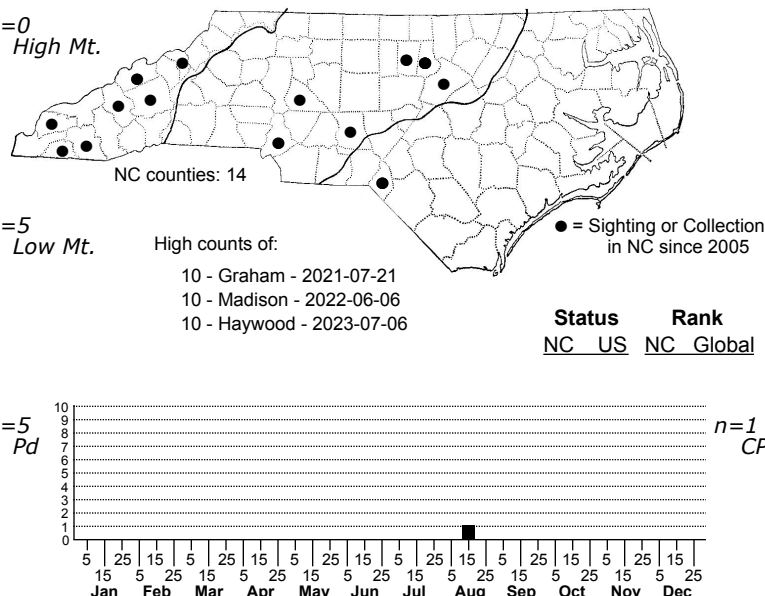 =0
High Mt.
NC counties: 14
=5
Low Mt.
High counts of:
10 - Graham - 2021-07-21
10 - Madison - 2022-06-06
10 - Haywood - 2023-07-06
● = Sighting or Collection
in NC since 2005
Status Rank
NC US NC Global
=5
Pd
n=1
CP
10
9
8
7
6
5
4
3
2
1
0
5 25 15 5 25 15 5 25 15 5 25 15 5 25 15 5 25 15
15 5 25 15 5 25 15 5 25 15 5 25 15 5 25 15 5 25
Jan Feb Mar Apr May Jun Jul Aug Sep Oct Nov Dec